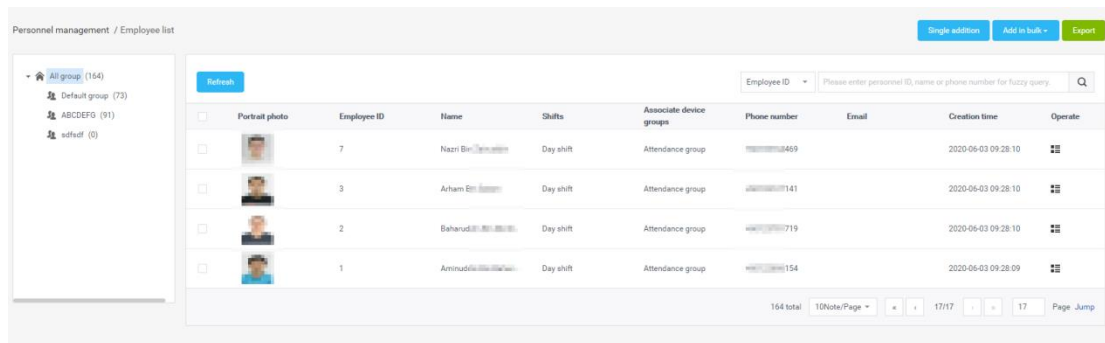 Personnel management / Employee list
Single addition
Add in bulk
Export
All group (164)
Default group (73)
ABCDEFG (91)
sdfsdf (0)
Refresh
Employee ID
Please enter personnel ID, name or phone number for fuzzy query.
Portrait photo Employee ID Name Shifts Associate device groups Phone number Email Creation time Operate
7 Nazri Bin Day shift Attendance group 469 2020-06-03 09:28:10
3 Arham Day shift Attendance group 141 2020-06-03 09:28:10
2 Day shift Attendance group 719 2020-06-03 09:28:10
1 Day shift Attendance group 154 2020-06-03 09:28:09
164 total 10Note/Page « ‹ 17/17 › » 17 Page Jump